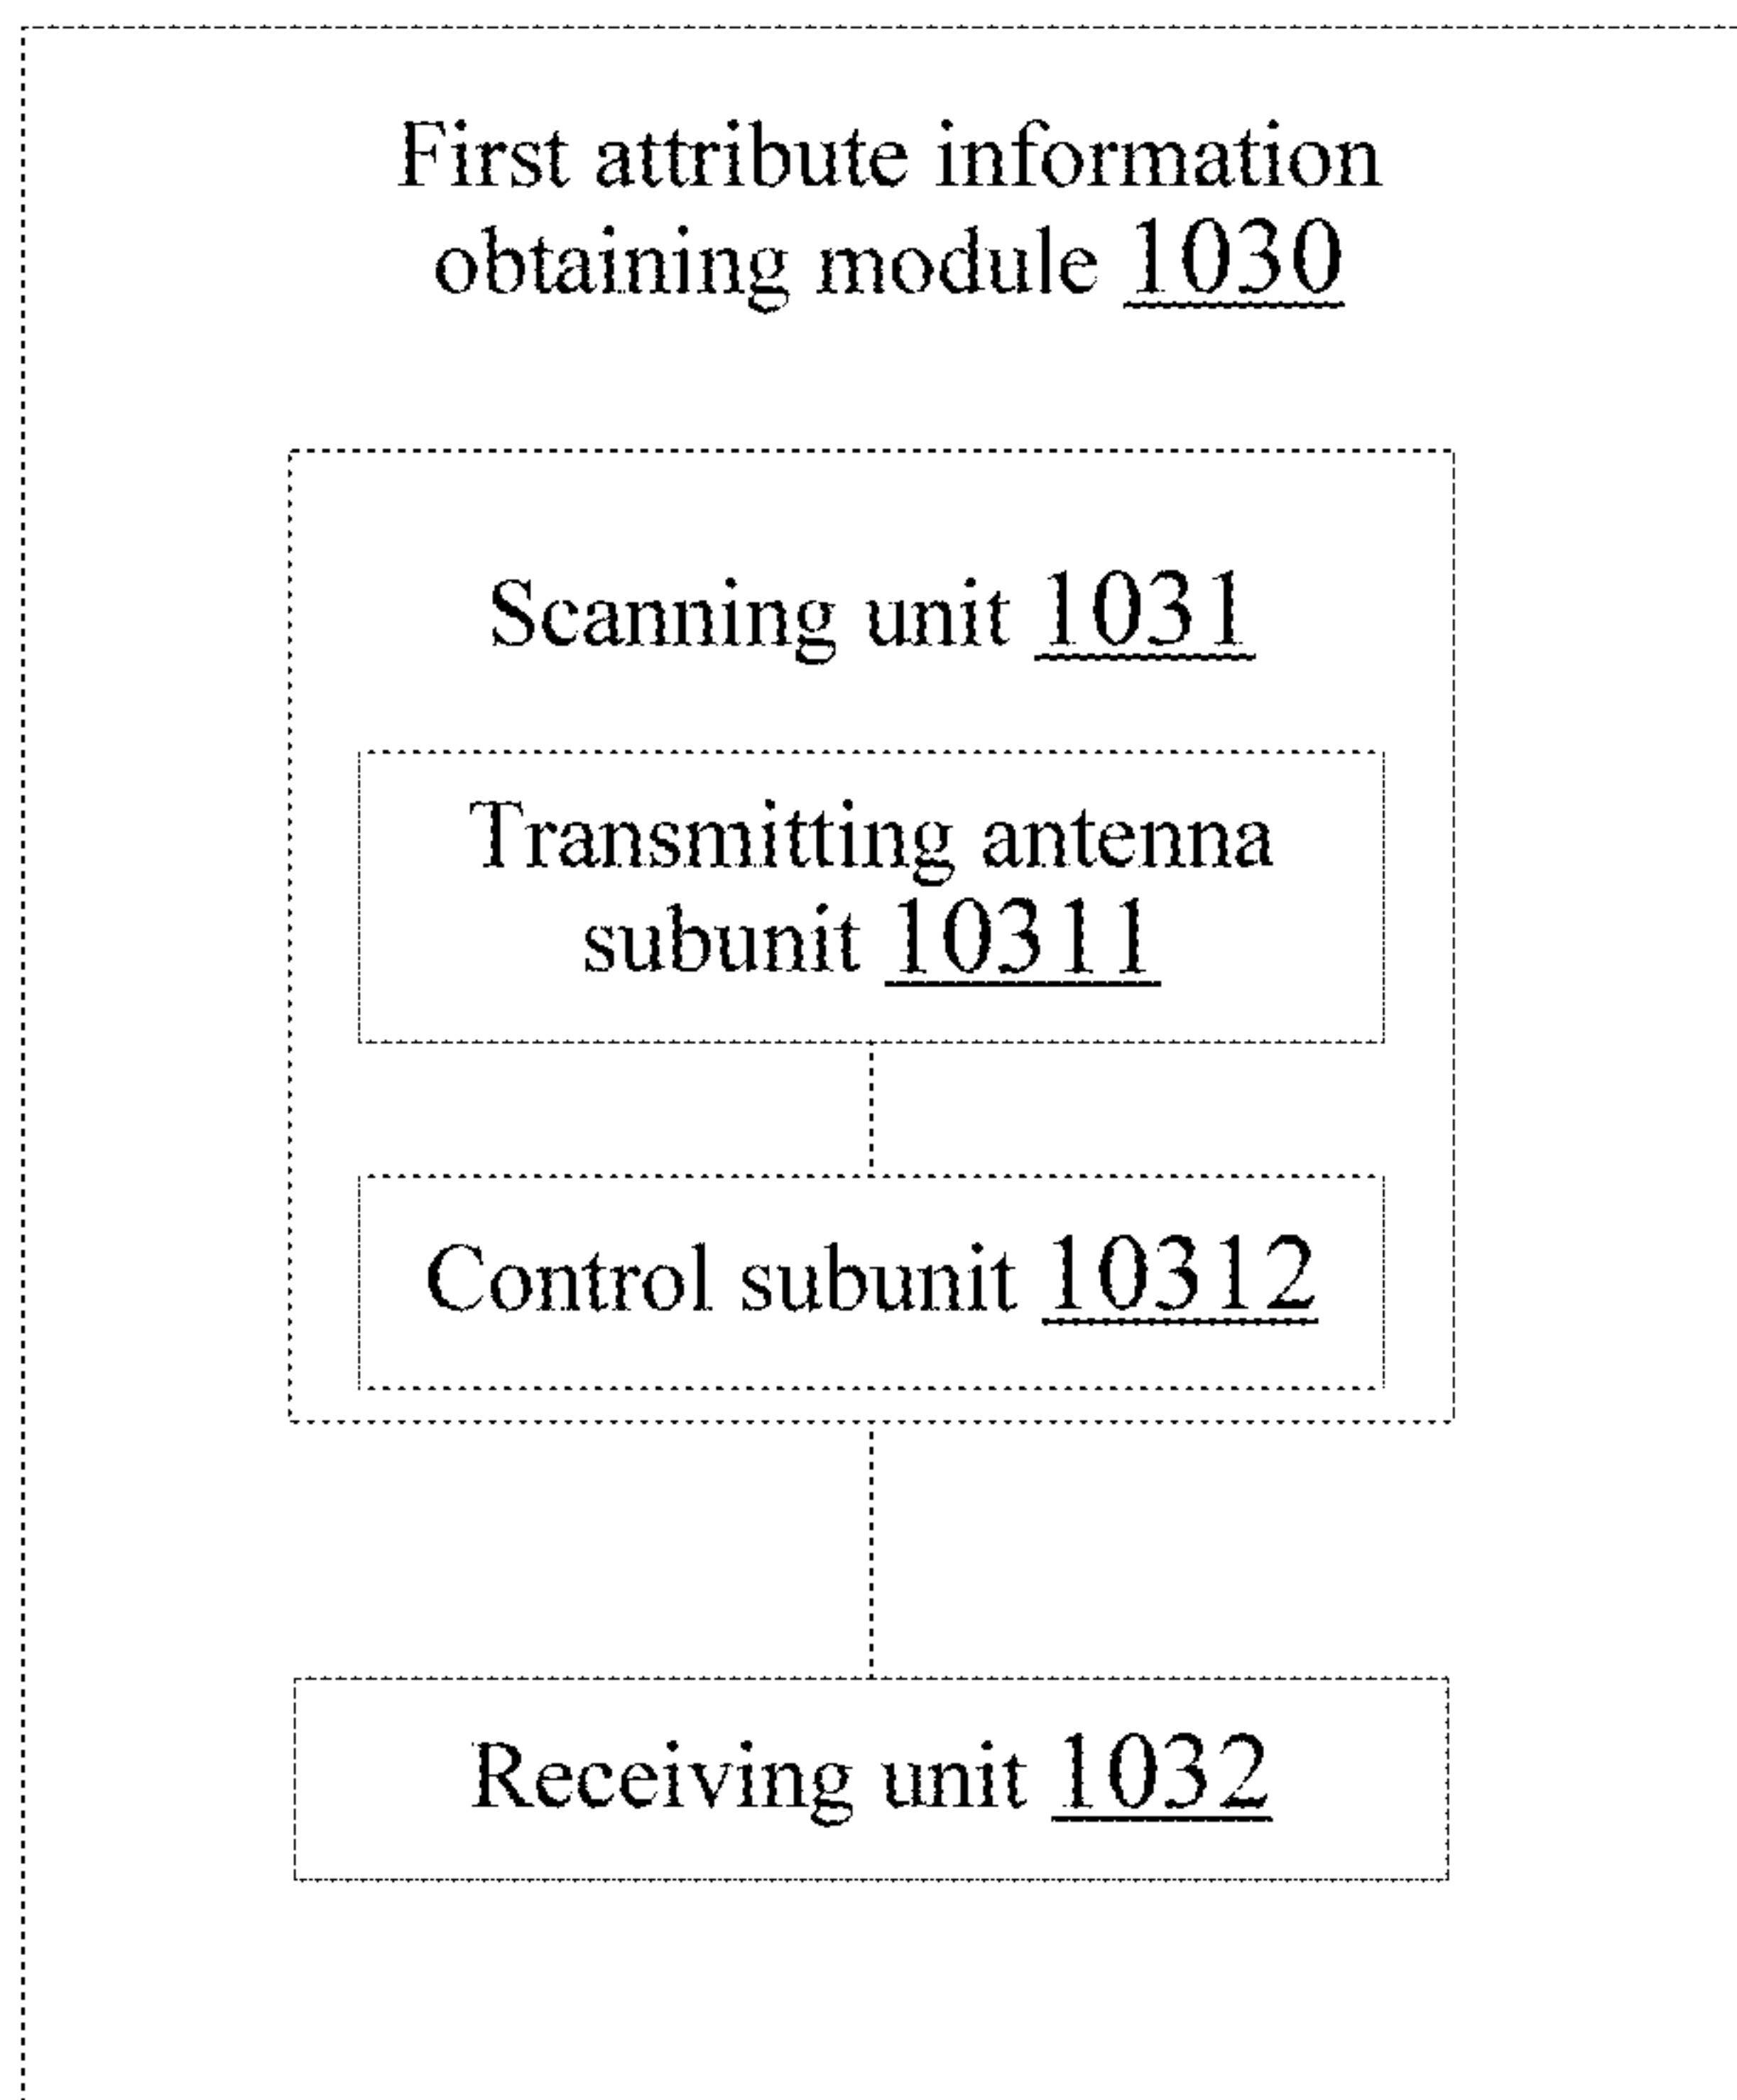 First attribute information
obtaining module 1030
Scanning unit 1031
Transmitting antenna
subunit 10311
Control subunit 10312
Receiving unit 1032